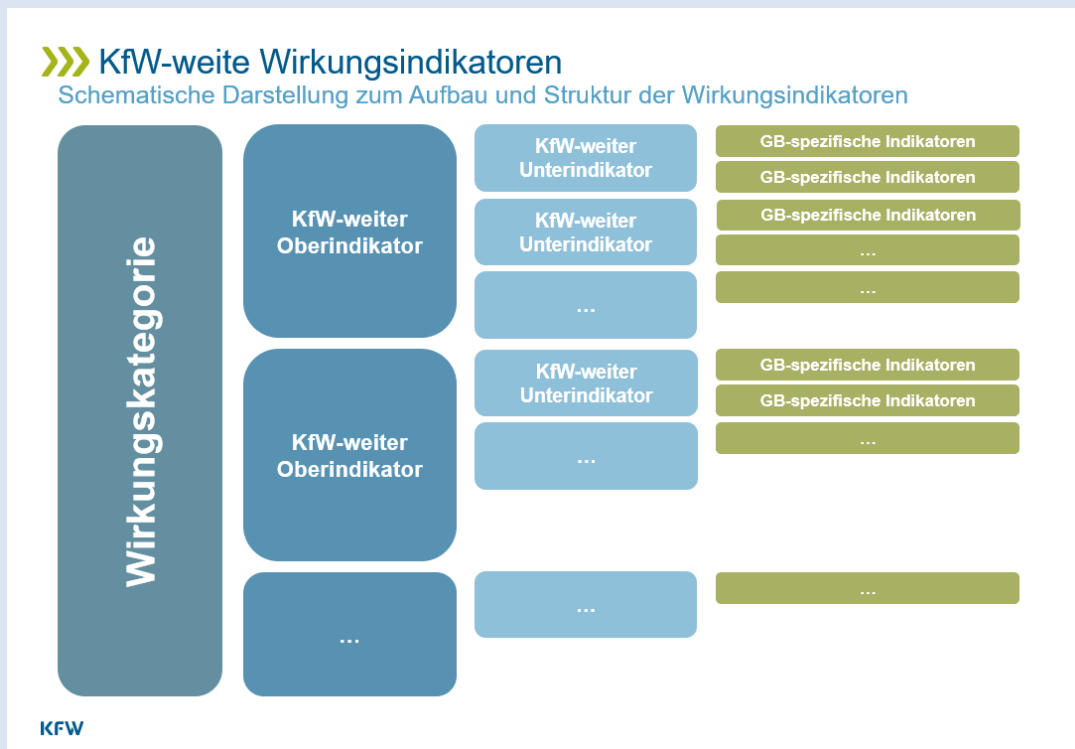 KfW-weite Wirkungsindikatoren
Schematische Darstellung zum Aufbau und Struktur der Wirkungsindikatoren
Wirkungskategorie
KfW-weiter
Oberindikator
KfW-weiter
Unterindikator
KfW-weiter
Unterindikator
...
GB-spezifische Indikatoren
GB-spezifische Indikatoren
GB-spezifische Indikatoren
...
...
KfW-weiter
Oberindikator
KfW-weiter
Unterindikator
...
GB-spezifische Indikatoren
GB-spezifische Indikatoren
...
...
...
...
KFW